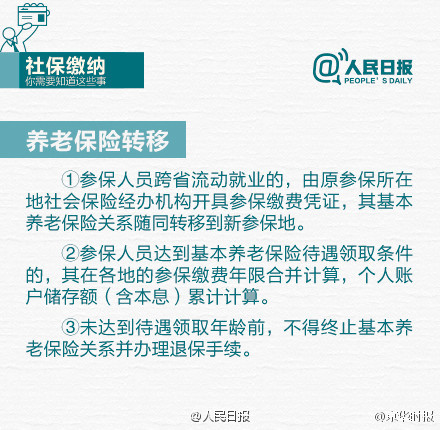 社保缴纳
你需要知道这些事
@人民日报
PEOPLE'S DAILY
养老保险转移
①参保人员跨省流动就业的，由原参保所在
地社会保险经办机构开具参保缴费凭证，其基本
养老保险关系随同转移到新参保地。
②参保人员达到基本养老保险待遇领取条件
的，其在各地的参保缴费年限合并计算，个人账
户储存额（含本息）累计计算。
③未达到待遇领取年龄前，不得终止基本养
老保险关系并办理退保手续。
@人民日报
@京华时报